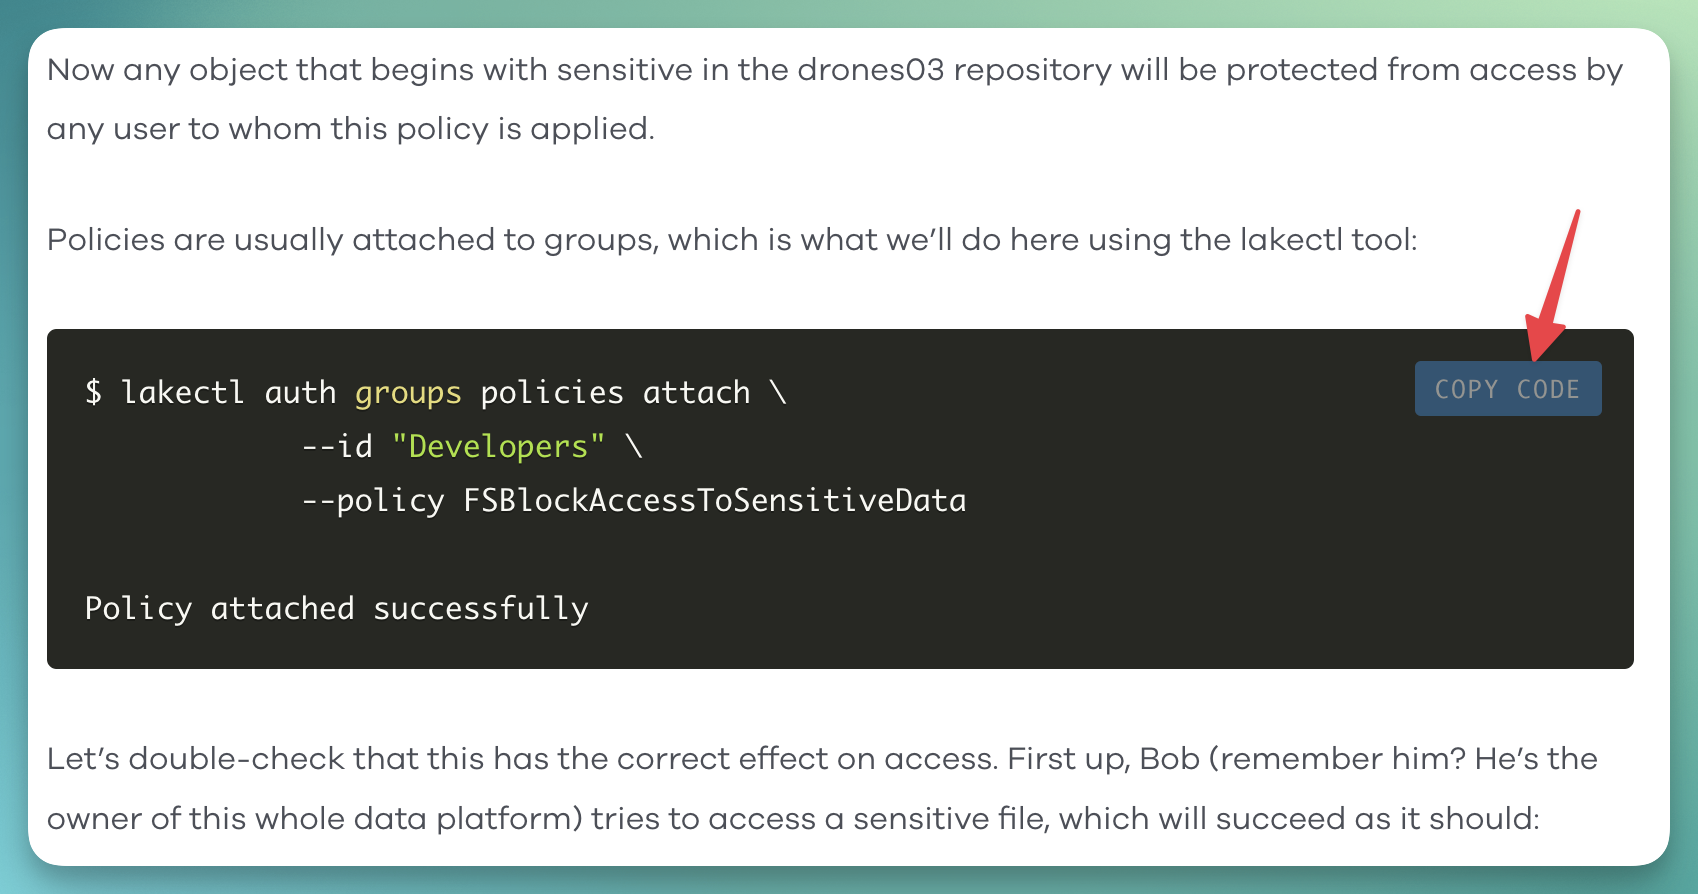 Now any object that begins with sensitive in the drones03 repository will be protected from access by
any user to whom this policy is applied.
Policies are usually attached to groups, which is what we’ll do here using the lakectl tool:
COPY CODE
$ lakectl auth groups policies attach \
--id "Developers" \
--policy FSBlockAccessToSensitiveData
Policy attached successfully
Let’s double-check that this has the correct effect on access. First up, Bob (remember him? He’s the
owner of this whole data platform) tries to access a sensitive file, which will succeed as it should: